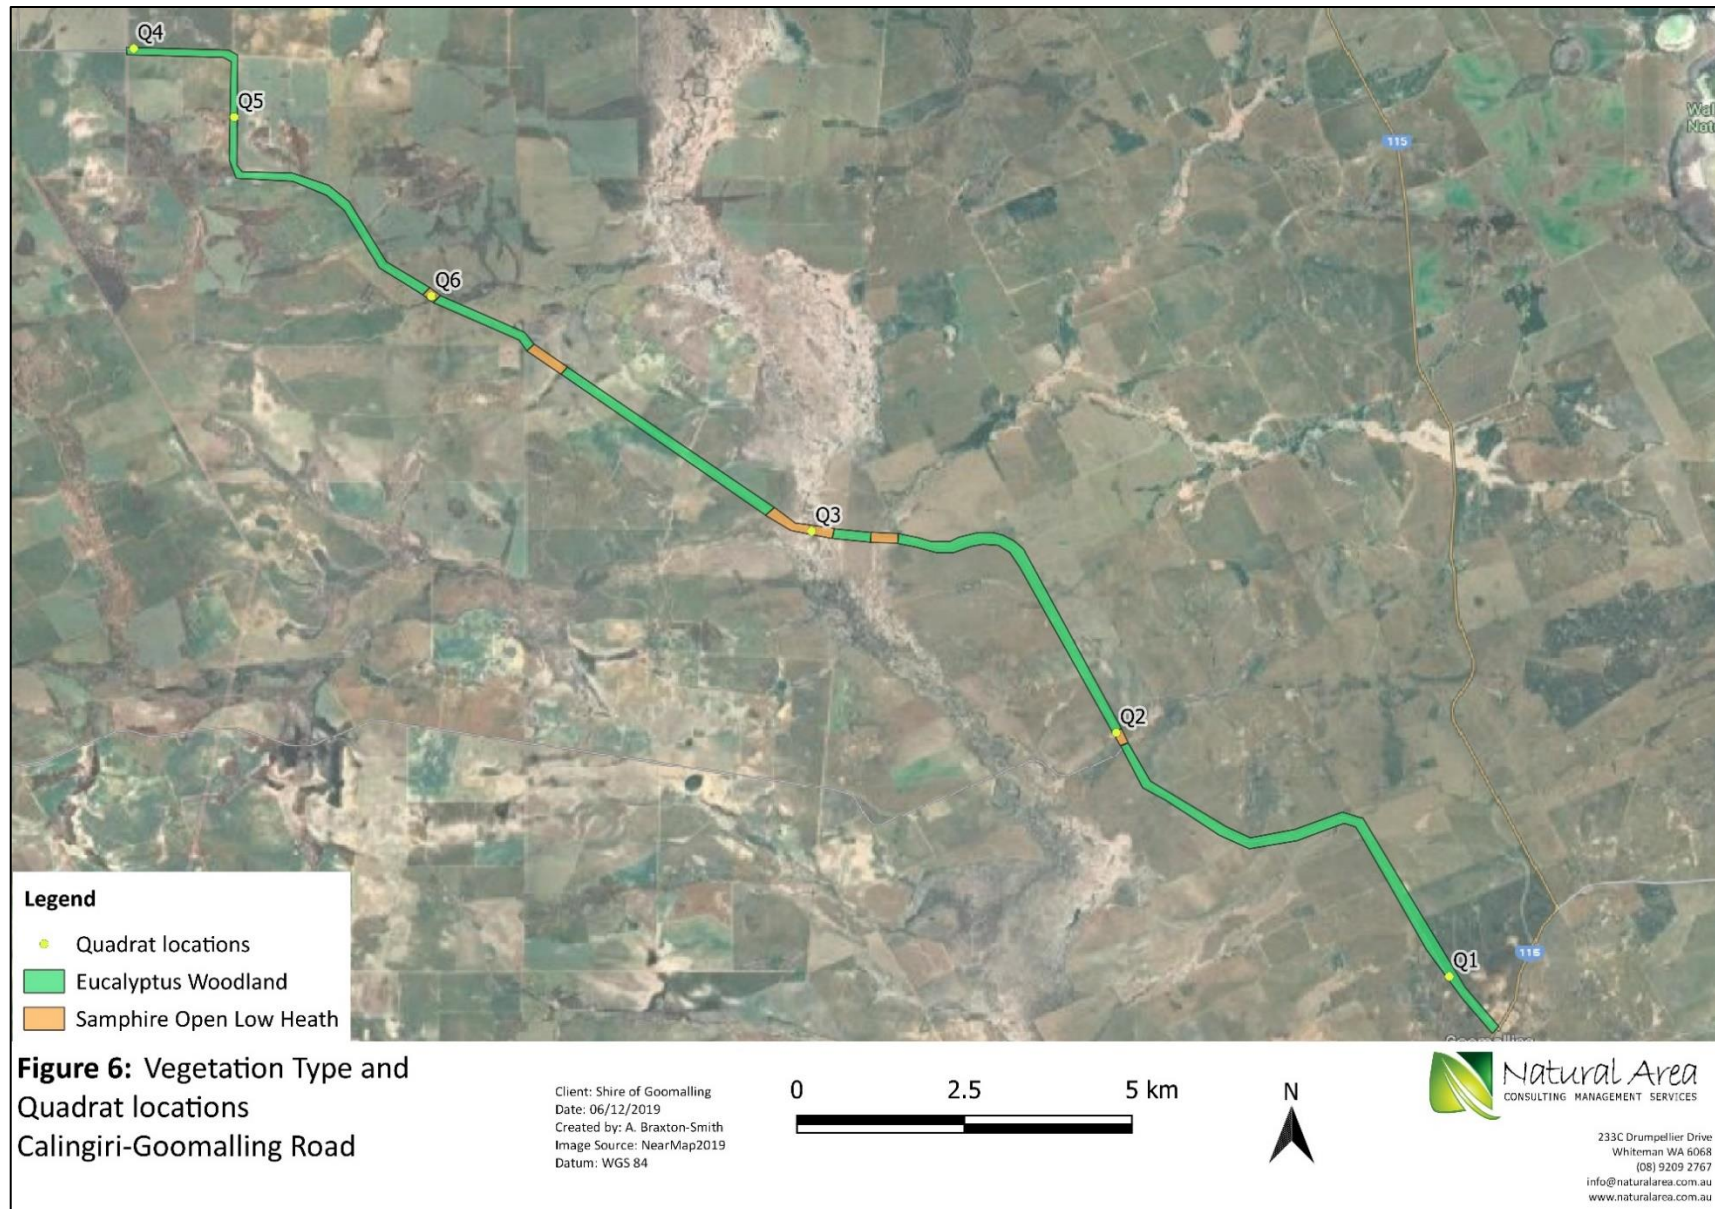 Q4
Q5
115
Q6
Q3
Q2
Q1
115
Legend
Quadrat locations
Eucalyptus Woodland
Samphire Open Low Heath
Figure 6: Vegetation Type and
Quadrat locations
Calingiri-Goomalling Road
Client: Shire of Goomalling
Date: 06/12/2019
Created by: A. Braxton-Smith
Image Source: NearMap2019
Datum: WGS 84
0 2.5 5 km
N
Natural Area
CONSULTING MANAGEMENT SERVICES
233C Drumpellier Drive
Whiteman WA 6068
(08) 9209 2767
info@naturalarea.com.au
www.naturalarea.com.au